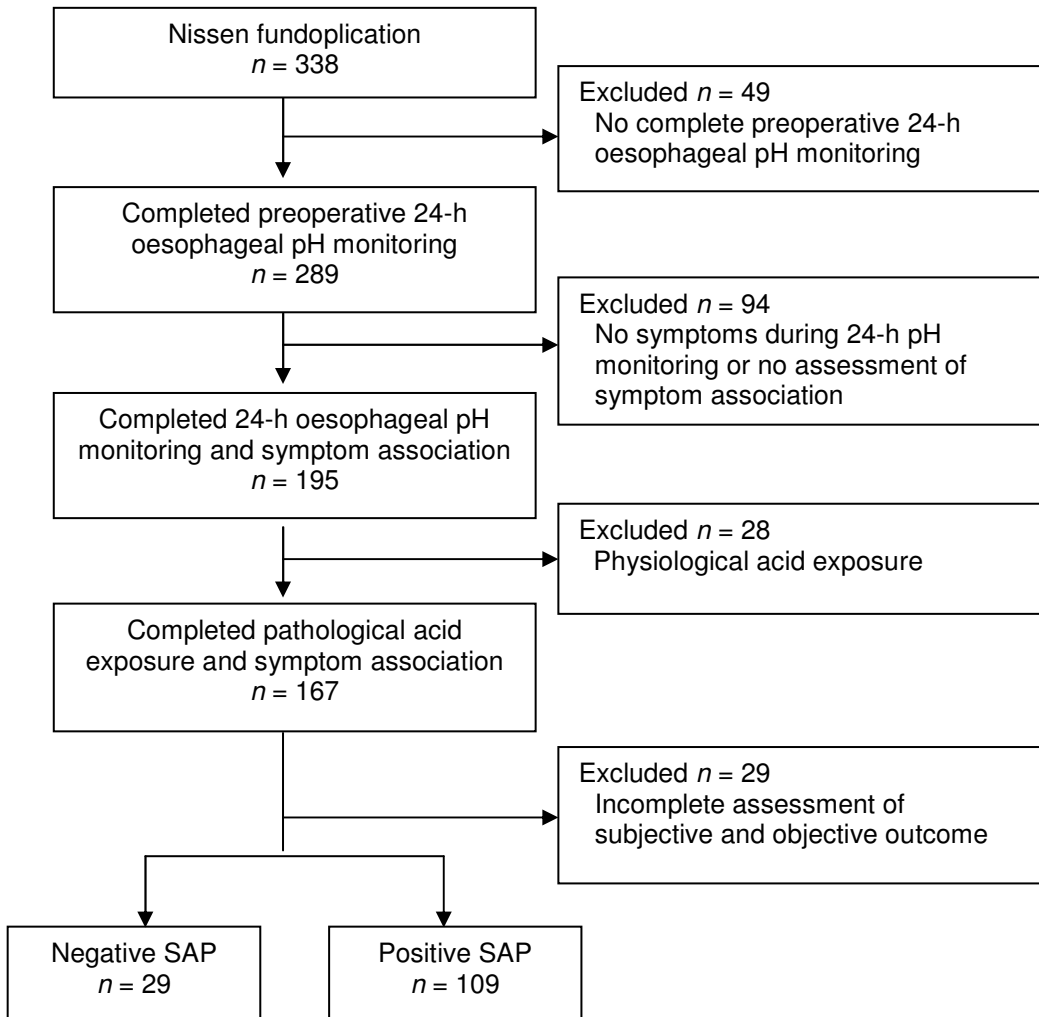 Nissen fundoplication
n = 338
Excluded n = 49
No complete preoperative 24-h
oesophageal pH monitoring
Completed preoperative 24-h
oesophageal pH monitoring
n = 289
Excluded n = 94
No symptoms during 24-h pH
monitoring or no assessment of
symptom association
Completed 24-h oesophageal pH
monitoring and symptom association
n = 195
Excluded n = 28
Physiological acid exposure
Completed pathological acid
exposure and symptom association
n = 167
Excluded n = 29
Incomplete assessment of
subjective and objective outcome
Negative SAP
n = 29
Positive SAP
n = 109